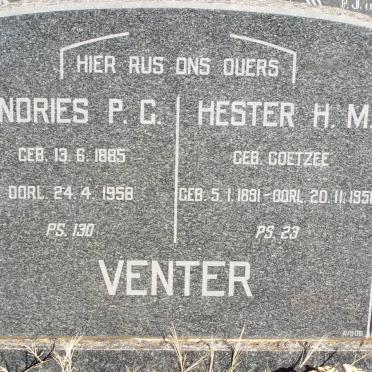 HIER RUS ONS OUERS
NDRIES P. G.
GEB. 13. 6. 1885
OORL. 24. 4. 1958
PS. 130
HESTER H. M.
GEB. COETZEE
GEB. 5. 1. 1891-OORL. 20. 11. 195
PS. 23
VENTER